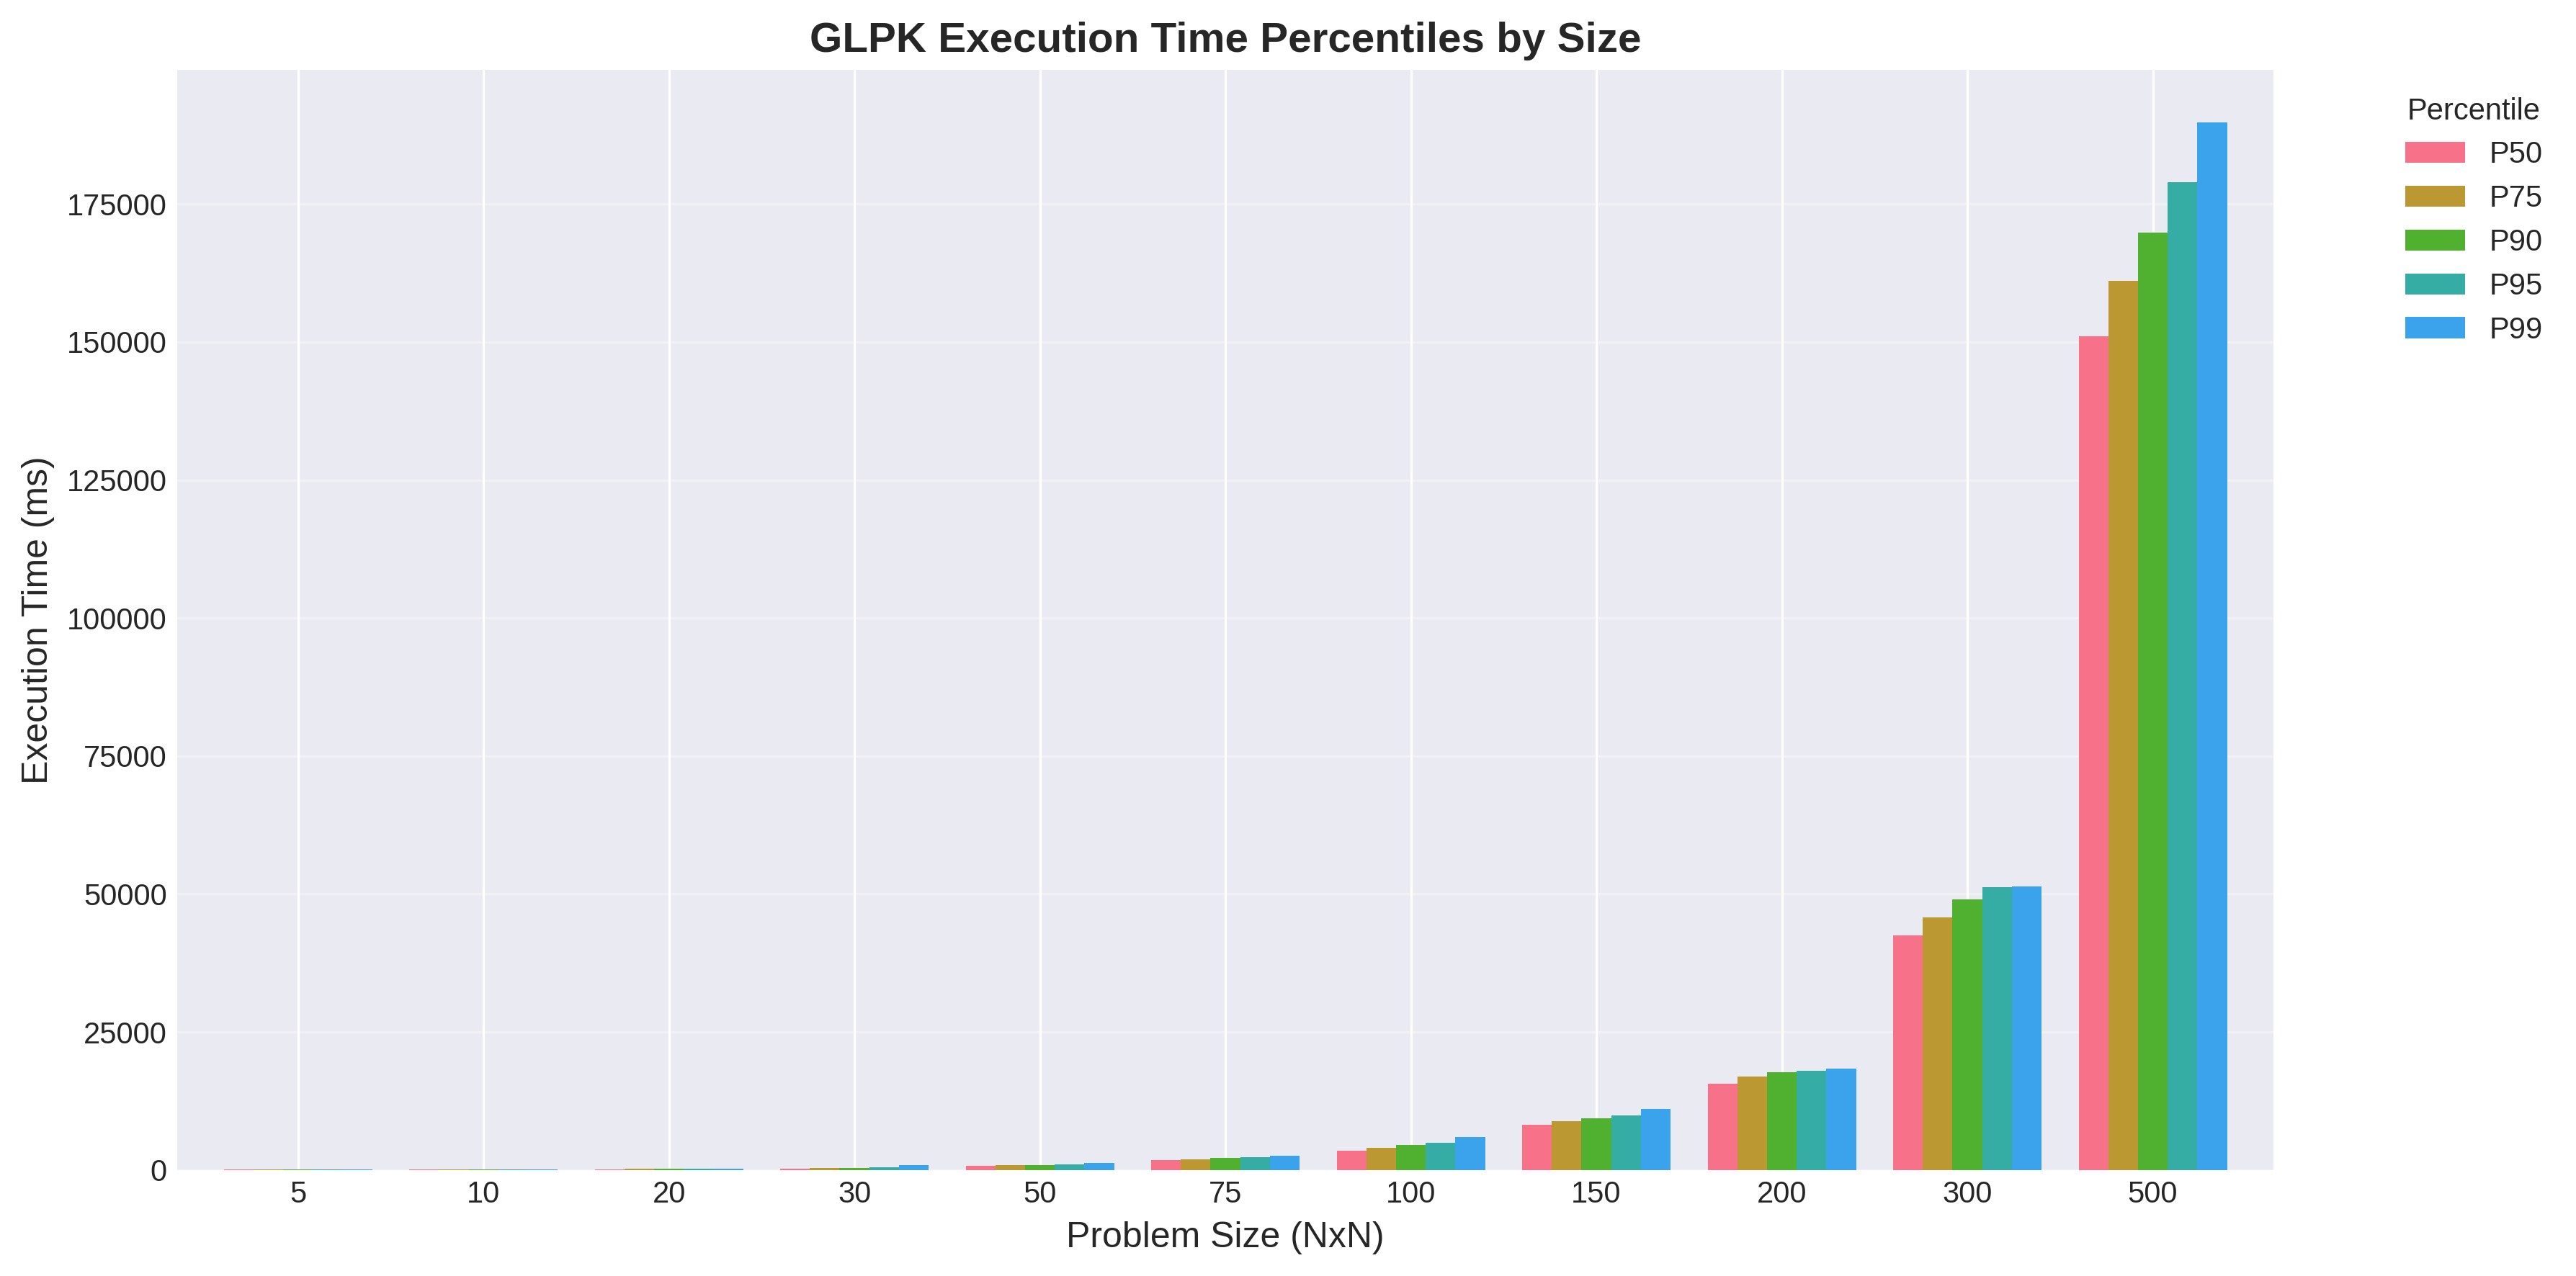 GLPK Execution Time Percentiles by Size
Percentile
P50
P75
P90
P95
P99
Execution Time (ms)
175000
150000
125000
100000
75000
50000
25000
0
5 10 20 30 50 75 100 150 200 300 500
Problem Size (NxN)